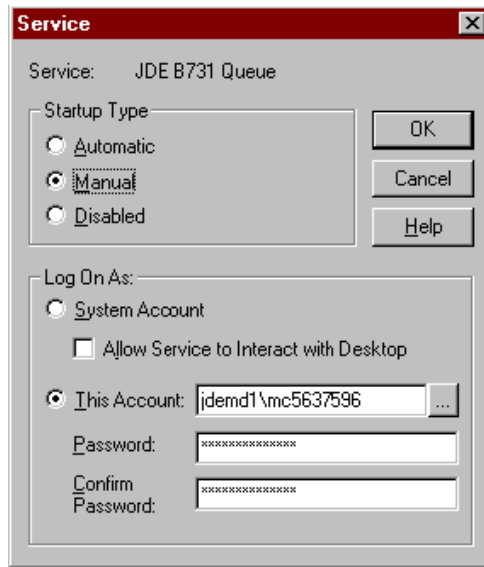 Service
Service: JDE B731 Queue
Startup Type
Automatic
Manual
Disabled
OK
Cancel
Help
Log On As:
System Account
Allow Service to Interact with Desktop
This Account: jdemd1\mc5637596 ...
Password: **************
Confirm Password: **************